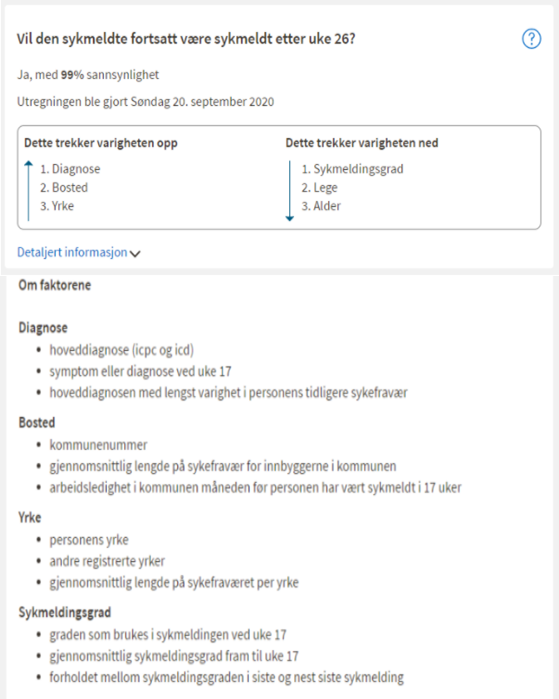 Vil den sykmeldte fortsatt være sykmeldt etter uke 26?
?
Ja, med 99% sannsynlighet
Utregningen ble gjort Søndag 20. september 2020
Dette trekker varigheten opp
1. Diagnose
2. Bosted
3. Yrke
Dette trekker varigheten ned
1. Sykmeldingsgrad
2. Lege
3. Alder
Detaljert informasjon
Om faktorene
Diagnose
• hoveddiagnose (icpc og icd)
• symptom eller diagnose ved uke 17
• hoveddiagnosen med lengst varighet i personens tidligere sykefravær
Bosted
• kommunenummer
• gjennomsnittlig lengde på sykefravær for innbyggerne i kommunen
• arbeidsledighet i kommunen måneden før personen har vært sykmeldt i 17 uker
Yrke
• personens yrke
• andre registrerte yrker
• gjennomsnittlig lengde på sykefraværet per yrke
Sykmeldingsgrad
• graden som brukes i sykmeldingen ved uke 17
• gjennomsnittlig sykmeldingsgrad fram til uke 17
• forholdet mellom sykmeldingsgraden i siste og nest siste sykmelding